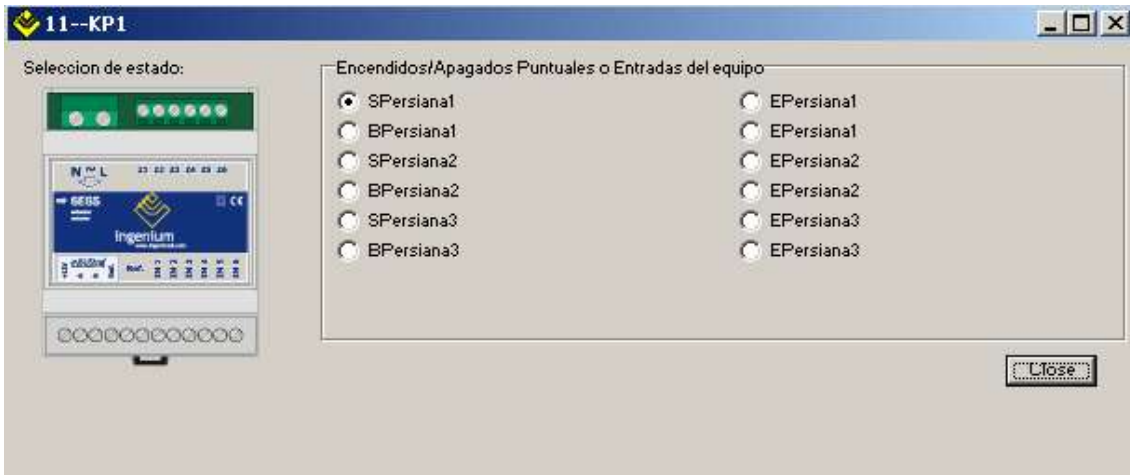 11--KP1
Seleccion de estado:
Encendidos/Apagados Puntuales o Entradas del equipo
SPersiana1
EPersiana1
BPersiana1
EPersiana1
SPersiana2
EPersiana2
BPersiana2
EPersiana2
SPersiana3
EPersiana3
BPersiana3
EPersiana3
N L
6E6S
CE
ingenium
Close